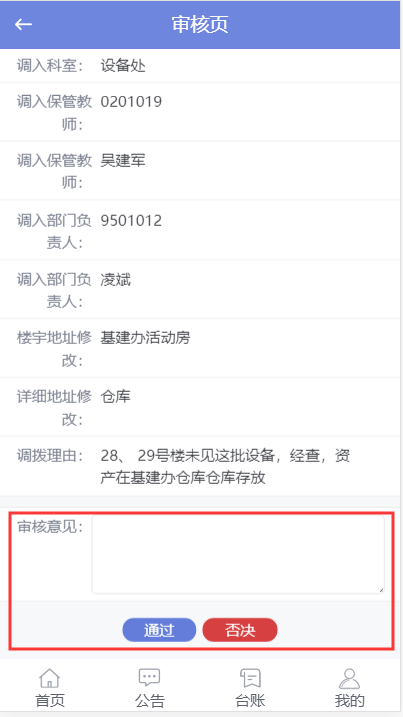 审核页
调入科室： 设备处
调入保管教 0201019
师：
调入保管教 吴建军
师：
调入部门负 9501012
责人：
调入部门负 凌斌
责人：
楼宇地址修 基建办活动房
改：
详细地址修 仓库
改：
调拨理由： 28、 29号楼未见这批设备，经查，资
产在基建办仓库仓库存放
审核意见：
通过 否决
首页 公告 台账 我的